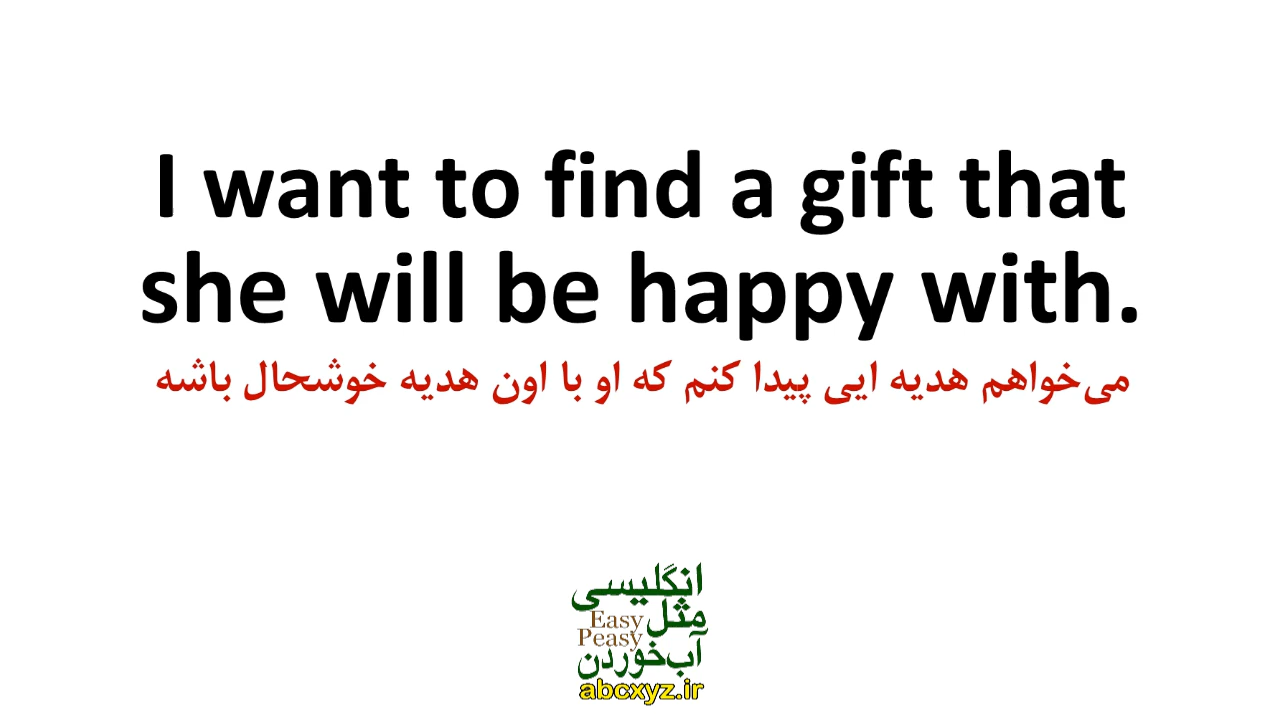 I want to find a gift that
she will be happy with.
می‌خواهم هدیه ایی پیدا کنم که او با اون هدیه خوشحال باشه
انگلیسی
مثل
Easy
Peasy
آب‌خوردن
abcxyz.ir